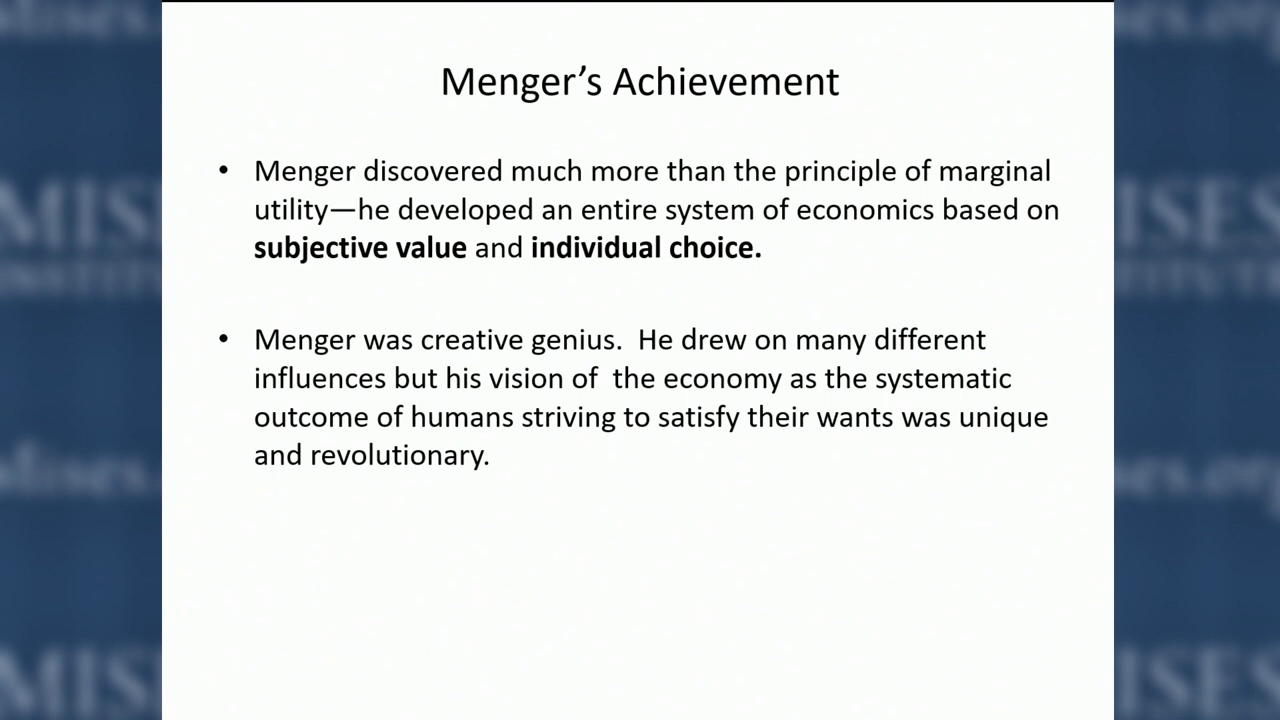 Menger’s Achievement
• Menger discovered much more than the principle of marginal
utility—he developed an entire system of economics based on
subjective value and individual choice.
• Menger was creative genius.  He drew on many different
influences but his vision of  the economy as the systematic
outcome of humans striving to satisfy their wants was unique
and revolutionary.